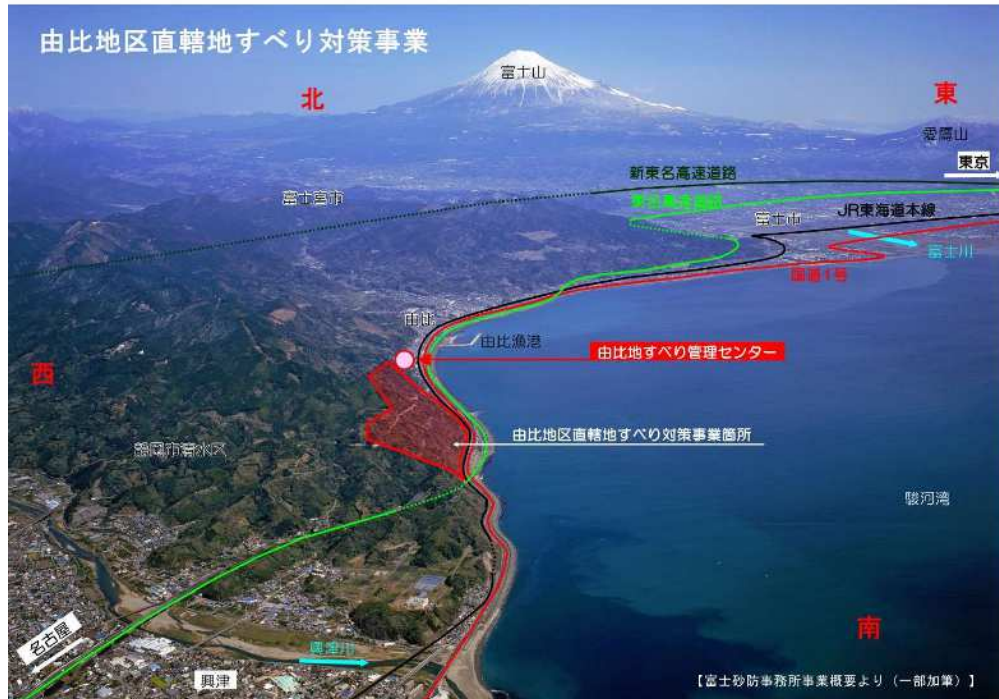 由比地区直轄地すべり対策事業
富士山
北
東
愛鷹山
東京
新東名高速道路
富士宮市
富士市
JR東海道本線
富士川
国道1号
由比
由比漁港
由比地すべり管理センター
西
由比地区直轄地すべり対策事業箇所
静岡市清水区
駿河湾
南
名古屋
興津川
興津
【富士砂防事務所事業概要より（一部加筆）】